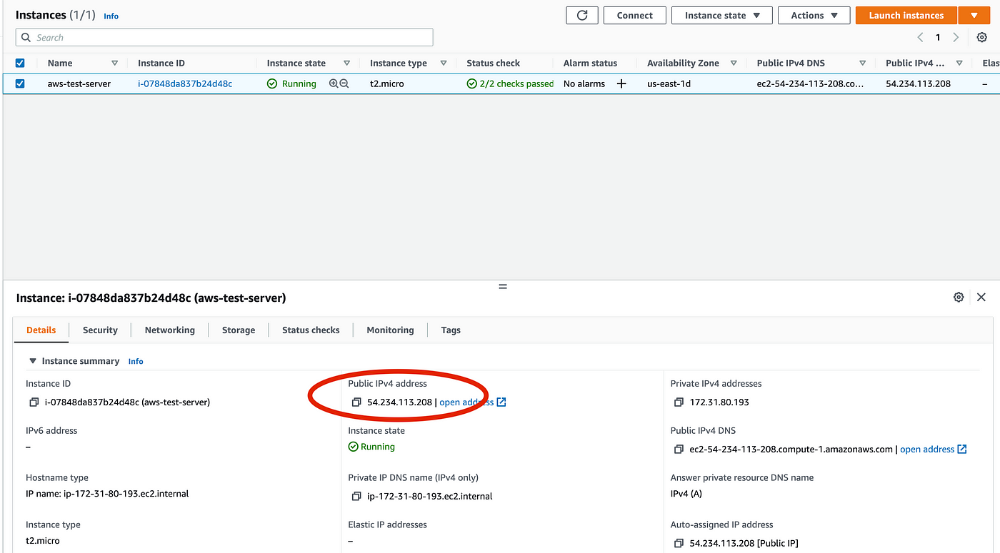 Instances (1/1) Info
Connect
Instance state
Actions
Launch instances
Search
1
Name Instance ID Instance state Instance type Status check Alarm status Availability Zone Public IPv4 DNS Public IPv4 ... Elas
aws-test-server i-07848da837b24d48c Running t2.micro 2/2 checks passed No alarms + us-east-1d ec2-54-234-113-208.co... 54.234.113.208 –
Instance: i-07848da837b24d48c (aws-test-server)
Details Security Networking Storage Status checks Monitoring Tags
Instance summary Info
Instance ID
i-07848da837b24d48c (aws-test-server)
Public IPv4 address
54.234.113.208 | open address
Private IPv4 addresses
172.31.80.193
IPv6 address
–
Instance state
Running
Public IPv4 DNS
ec2-54-234-113-208.compute-1.amazonaws.com | open address
Hostname type
IP name: ip-172-31-80-193.ec2.internal
Private IP DNS name (IPv4 only)
ip-172-31-80-193.ec2.internal
Answer private resource DNS name
IPv4 (A)
Instance type
t2.micro
Elastic IP addresses
–
Auto-assigned IP address
54.234.113.208 [Public IP]